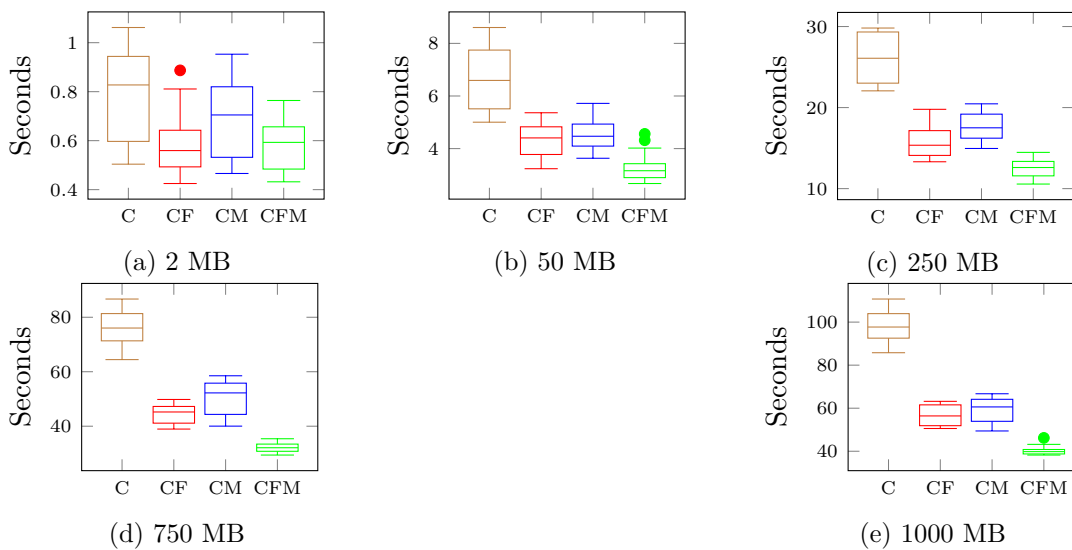 Seconds
1
0.8
0.6
0.4
C CF CM CFM
(a) 2 MB
Seconds
8
6
4
C CF CM CFM
(b) 50 MB
Seconds
30
20
10
C CF CM CFM
(c) 250 MB
Seconds
80
60
40
C CF CM CFM
(d) 750 MB
Seconds
100
80
60
40
C CF CM CFM
(e) 1000 MB